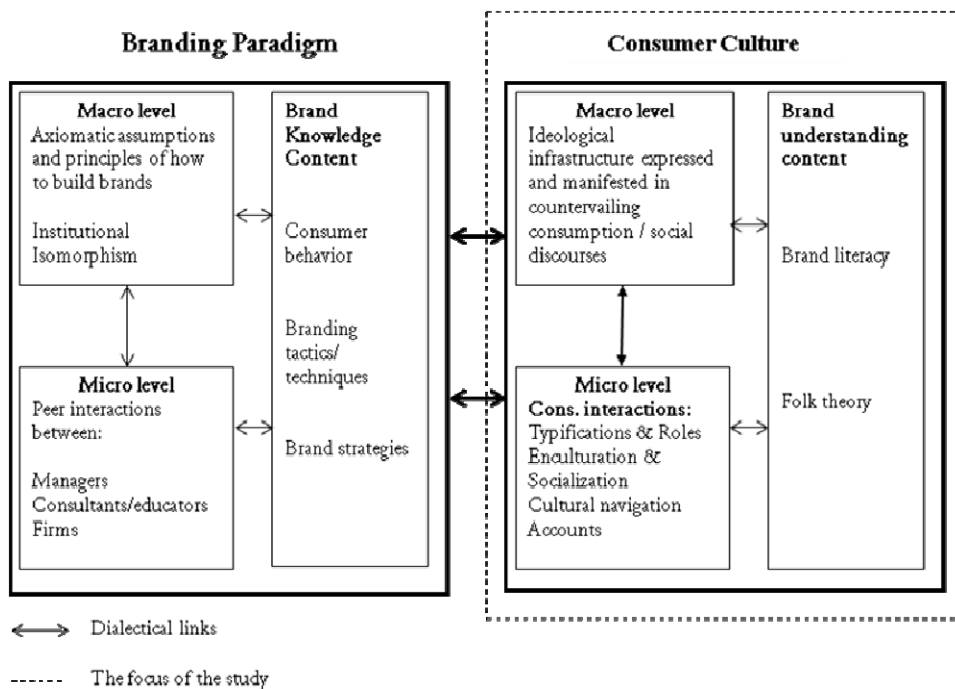 Branding Paradigm
Macro level
Axiomatic assumptions
and principles of how
to build brands
Institutional
Isomorphism
Micro level
Peer interactions
between:
Managers
Consultants/educators
Firms
Brand
Knowledge
Content
Consumer
behavior
Branding
tactics/
techniques
Brand strategies
Consumer Culture
Macro level
Ideological
infrastructure expressed
and manifested in
countervailing
consumption / social
discourses
Micro level
Cons. interactions:
Typifications & Roles
Enculturation &
Socialization
Cultural navigation
Accounts
Brand
understanding
content
Brand literacy
Folk theory
Dialectical links
The focus of the study